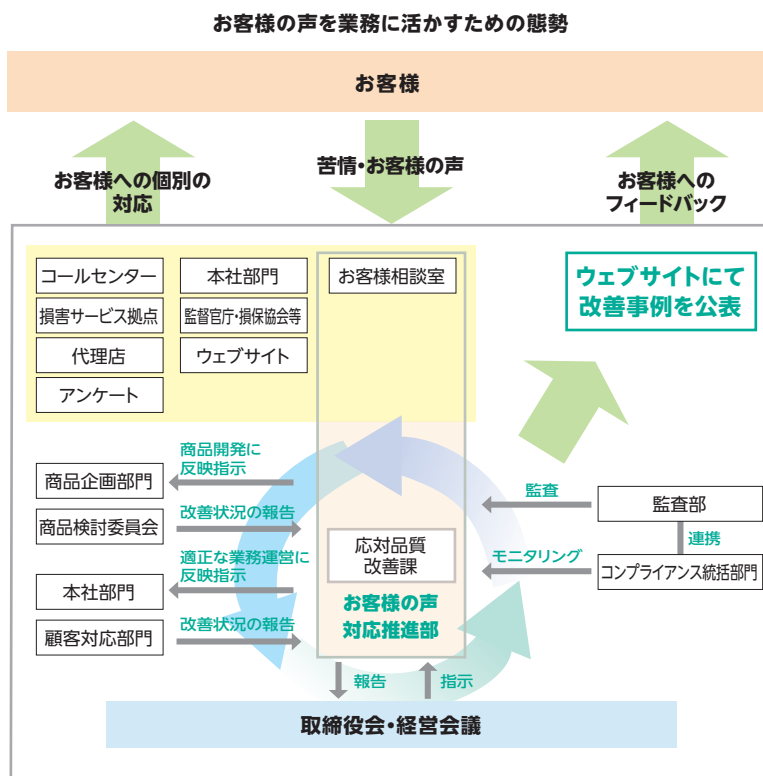 お客様の声を業務に活かすための態勢
お客様
お客様への個別の
対応
苦情・お客様の声
お客様への
フィードバック
コールセンター
本社部門
お客様相談室
損害サービス拠点
監督官庁・損保協会等
代理店
ウェブサイト
アンケート
ウェブサイトにて
改善事例を公表
商品企画部門
商品開発に
反映指示
商品検討委員会
改善状況の報告
本社部門
適正な業務運営に
反映指示
顧客対応部門
改善状況の報告
応対品質
改善課
お客様の声
対応推進部
監査
監査部
連携
モニタリング
コンプライアンス統括部門
報告
指示
取締役会・経営会議